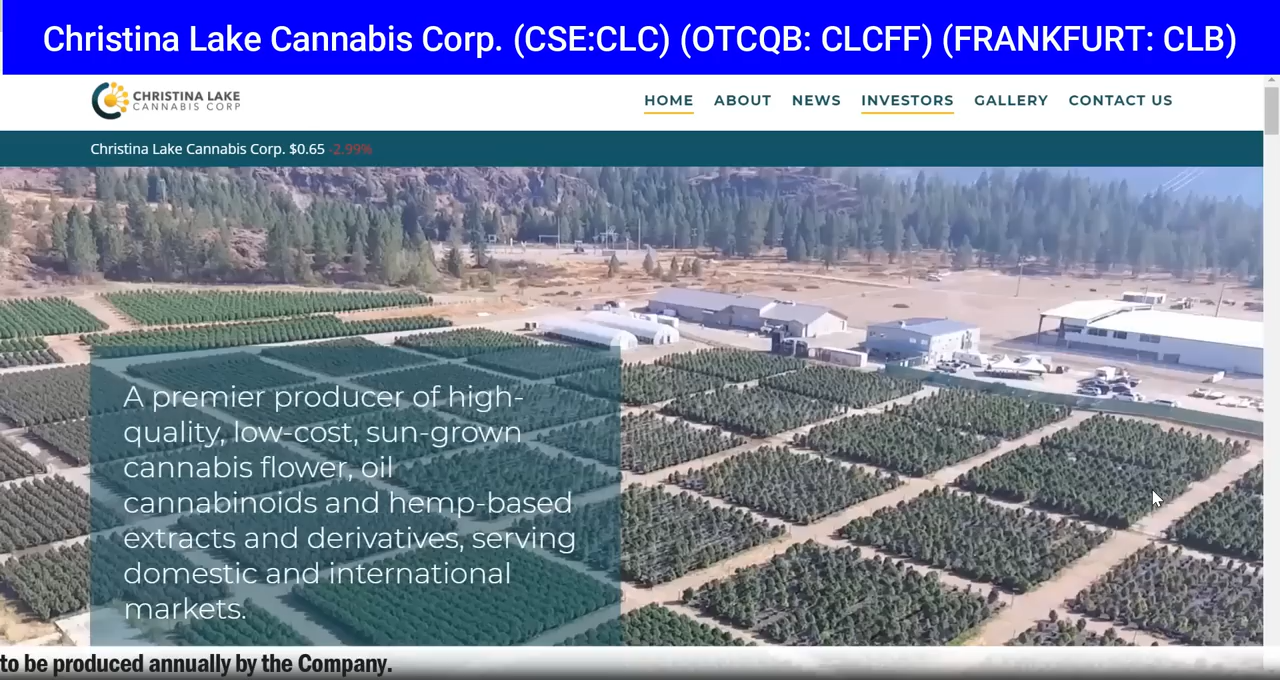 Christina Lake Cannabis Corp. (CSE:CLC) (OTCQB: CLCFF) (FRANKFURT: CLB)
CHRISTINA LAKE
CANNABIS CORP
HOME ABOUT NEWS INVESTORS GALLERY CONTACT US
Christina Lake Cannabis Corp. $0.65 -2.99%
A premier producer of high-
quality, low-cost, sun-grown
cannabis flower, oil
cannabinoids and hemp-based
extracts and derivatives, serving
domestic and international
markets.
to be produced annually by the Company.